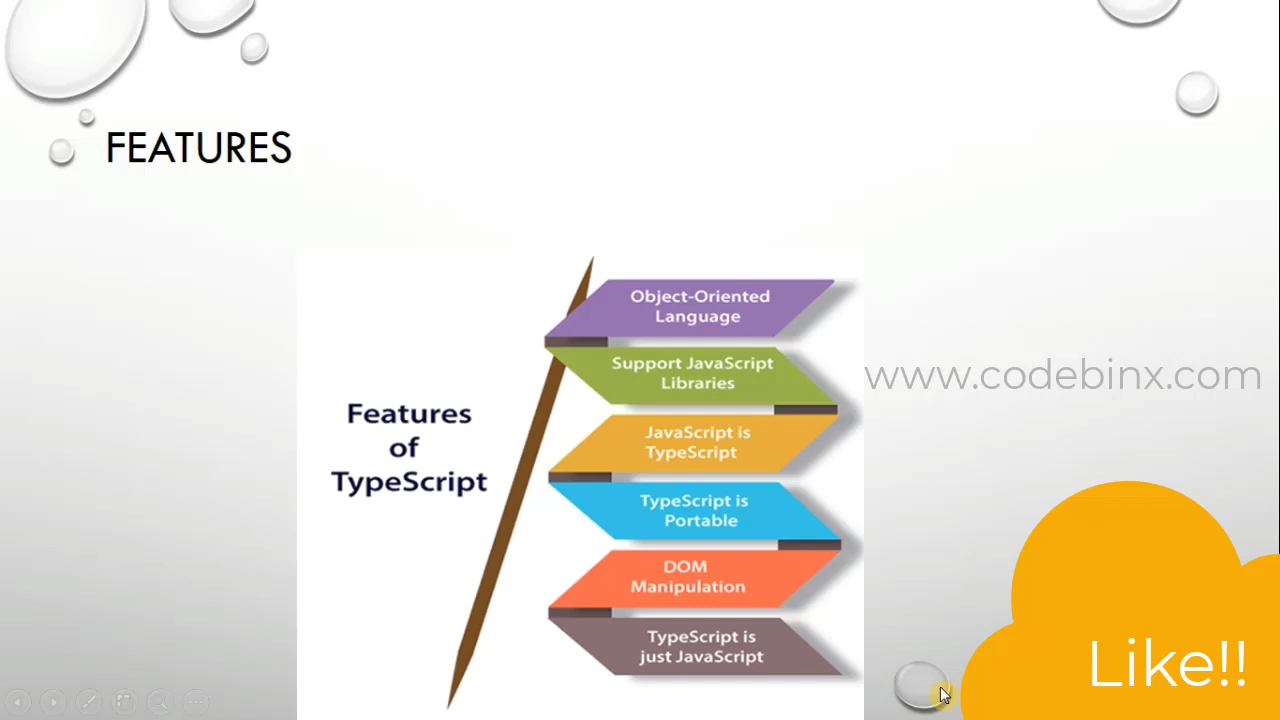 FEATURES
Features
of
TypeScript
Object-Oriented
Language
Support JavaScript
Libraries
JavaScript is
TypeScript
TypeScript is
Portable
DOM
Manipulation
TypeScript is
just JavaScript
www.codebinx.com
Like!!